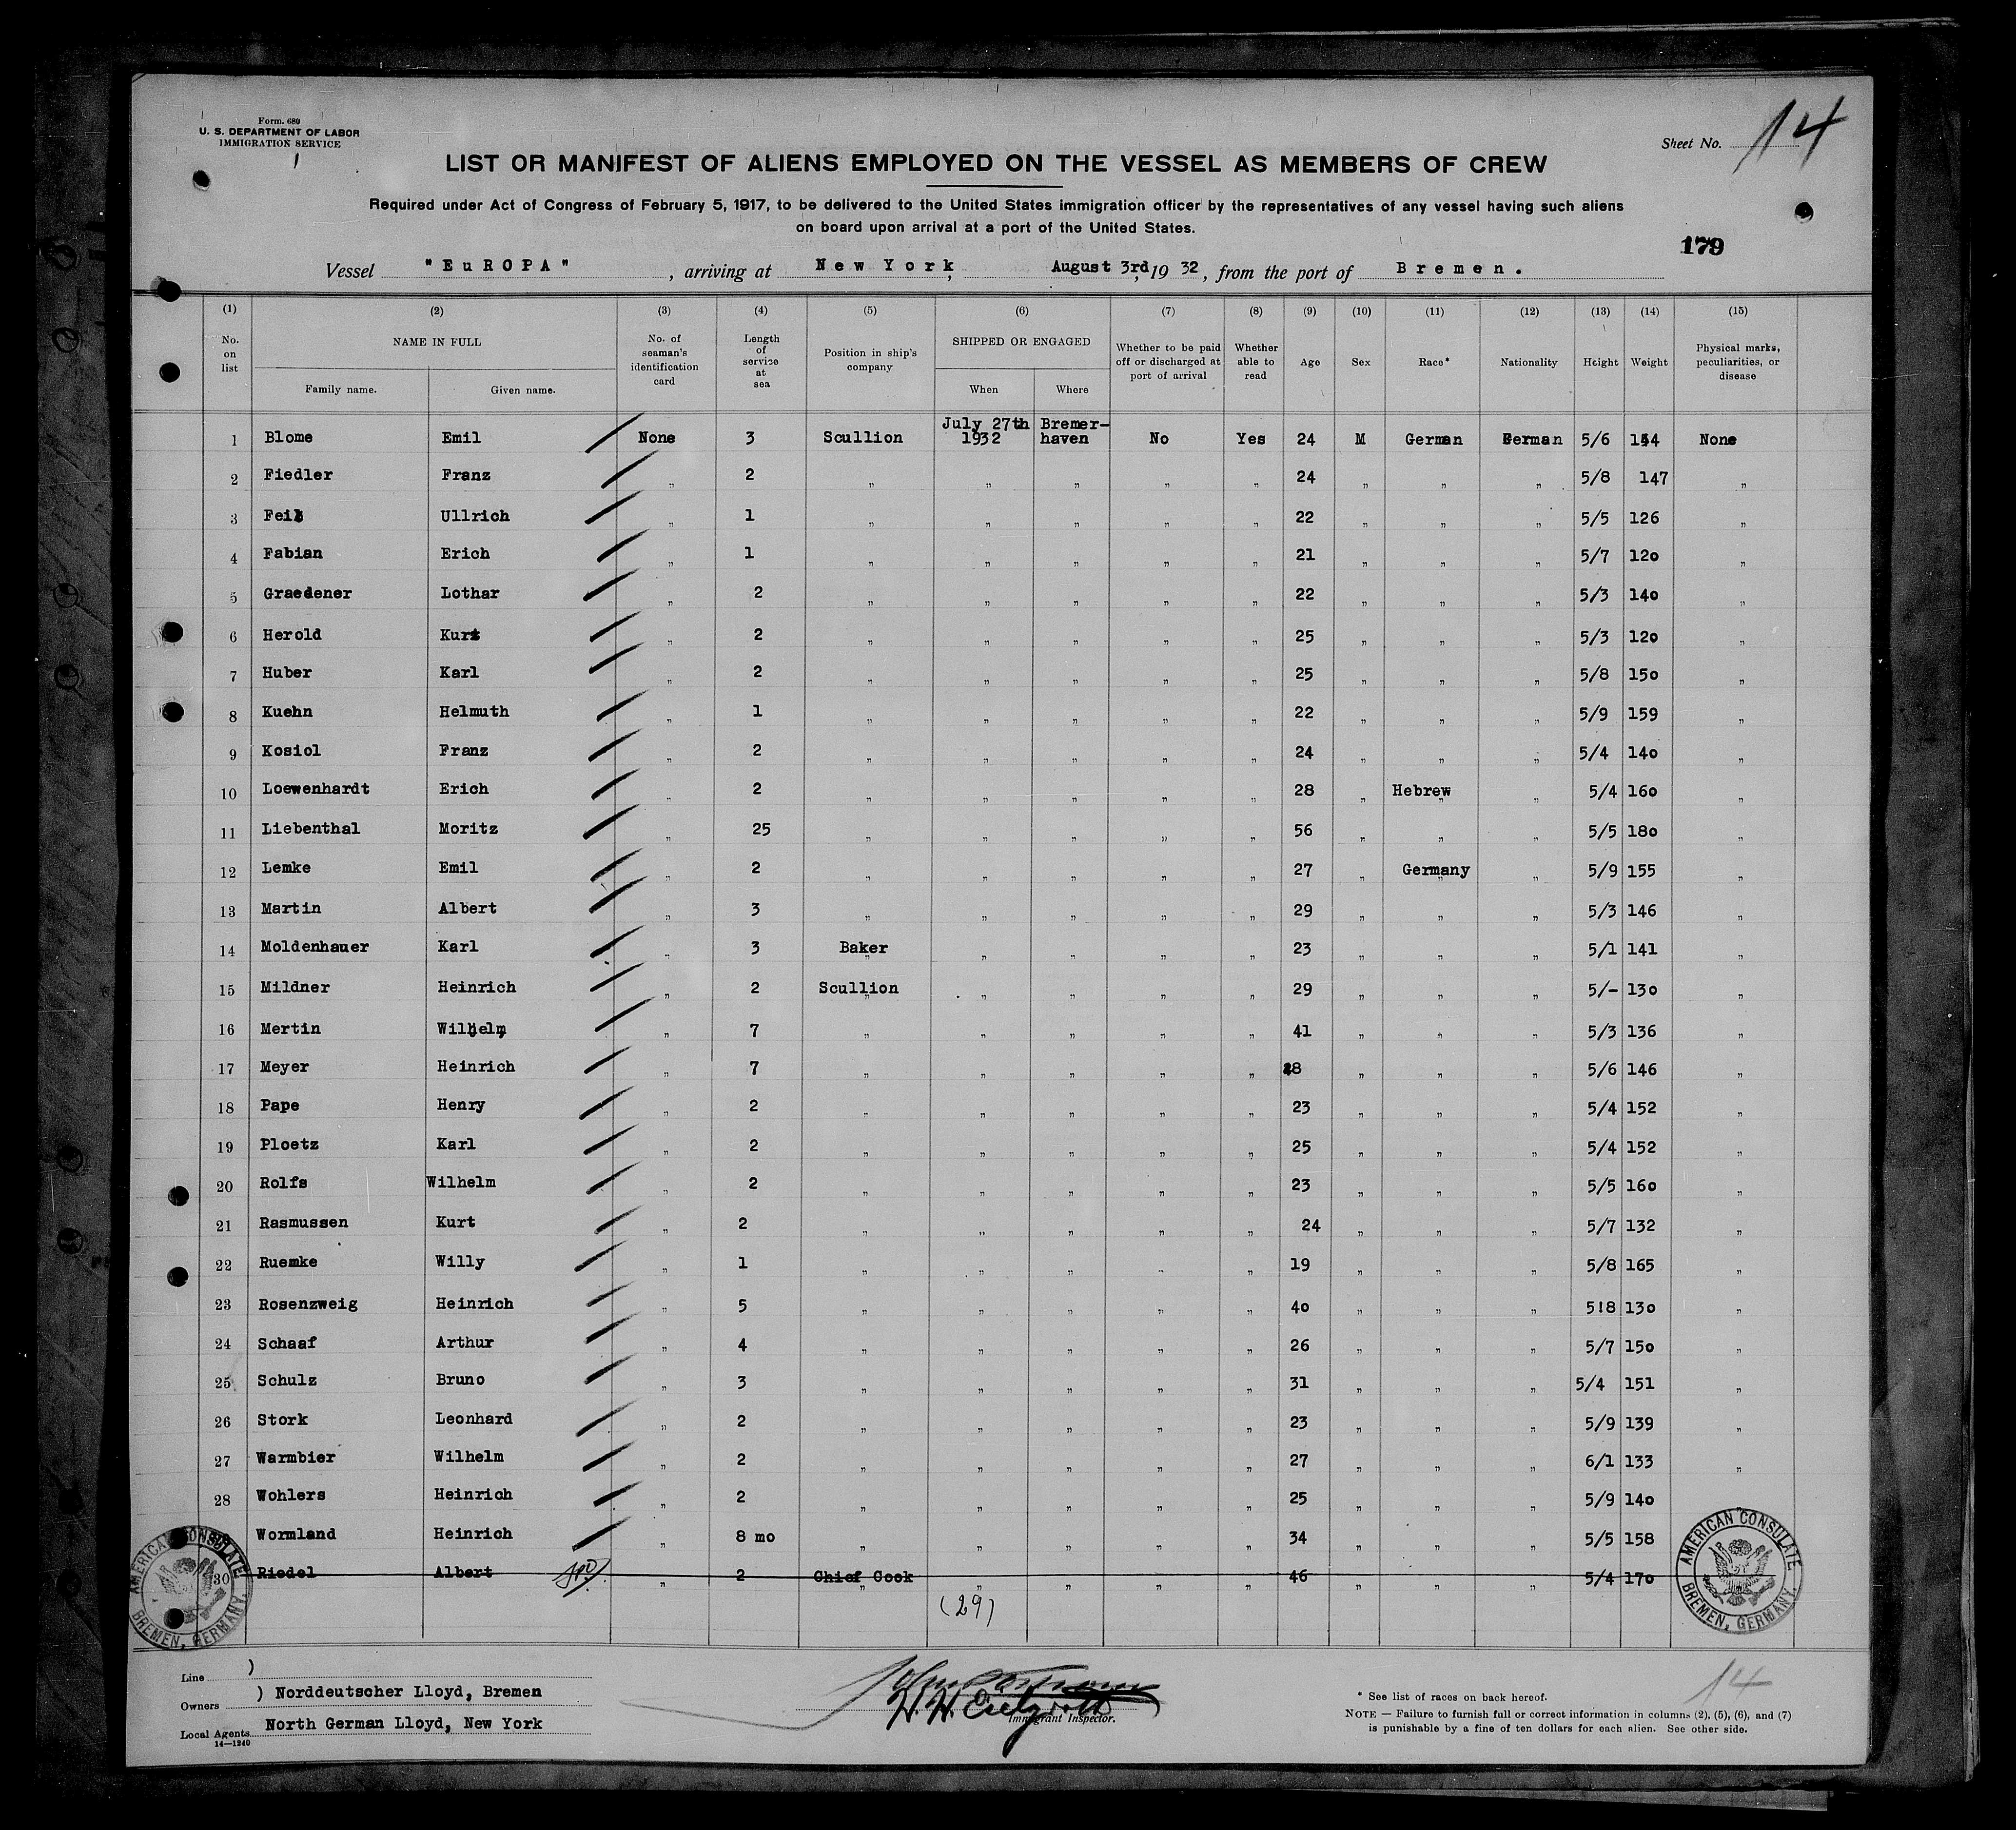 Form. 680
U. S. DEPARTMENT OF LABOR
IMMIGRATION SERVICE
Sheet No. 14
LIST OR MANIFEST OF ALIENS EMPLOYED ON THE VESSEL AS MEMBERS OF CREW
Required under Act of Congress of February 5, 1917, to be delivered to the United States immigration officer by the representatives of any vessel having such aliens
on board upon arrival at a port of the United States.
179
Vessel "EuROPA", arriving at New York, August 3rd, 19 32, from the port of Bremen.
(1) (2) (3) (4) (5) (6) (7) (8) (9) (10) (11) (12) (13) (14) (15)
No. on list NAME IN FULL Family name. Given name. No. of seaman's identification card Length of service at sea Position in ship's company SHIPPED OR ENGAGED When Where Whether to be paid off or discharged at port of arrival Whether able to read Age Sex Race* Nationality Height Weight Physical marks, peculiarities, or disease
1 Blome Emil None 3 Scullion July 27th 1932 Bremer-haven No Yes 24 M German German 5/6 154 None
2 Fiedler Franz " 2 " " " " " 24 " " " 5/8 147 "
3 Feil Ullrich " 1 " " " " " 22 " " " 5/5 126 "
4 Fabian Erich " 1 " " " " " 21 " " " 5/7 120 "
5 Graedener Lothar " 2 " " " " " 22 " " " 5/3 140 "
6 Herold Kurt " 2 " " " " " 25 " " " 5/3 120 "
7 Huber Karl " 2 " " " " " 25 " " " 5/8 150 "
8 Kuehn Helmuth " 1 " " " " " 22 " " " 5/9 159 "
9 Kosiol Franz " 2 " " " " " 24 " " " 5/4 140 "
10 Loewenhardt Erich " 2 " " " " " 28 " Hebrew " 5/4 160 "
11 Liebenthal Moritz " 25 " " " " " 56 " " " 5/5 180 "
12 Lemke Emil " 2 " " " " " 27 " Germany " 5/9 155 "
13 Martin Albert " 3 " " " " " 29 " " " 5/3 146 "
14 Moldenhauer Karl " 3 Baker " " " " 23 " " " 5/1 141 "
15 Mildner Heinrich " 2 Scullion " " " " 29 " " " 5/- 130 "
16 Mertin Wilhelm " 7 " " " " " 41 " " " 5/3 136 "
17 Meyer Heinrich " 7 " " " " " 28 " " " 5/6 146 "
18 Pape Henry " 2 " " " " " 23 " " " 5/4 152 "
19 Ploetz Karl " 2 " " " " " 25 " " " 5/4 152 "
20 Rolfs Wilhelm " 2 " " " " " 23 " " " 5/5 160 "
21 Rasmussen Kurt " 2 " " " " " 24 " " " 5/7 132 "
22 Ruemke Willy " 1 " " " " " 19 " " " 5/8 165 "
23 Rosenzweig Heinrich " 5 " " " " " 40 " " " 5!8 130 "
24 Schaaf Arthur " 4 " " " " " 26 " " " 5/7 150 "
25 Schulz Bruno " 3 " " " " " 31 " " " 5/4 151 "
26 Stork Leonhard " 2 " " " " " 23 " " " 5/9 139 "
27 Warmbier Wilhelm " 2 " " " " " 27 " " " 6/1 133 "
28 Wohlers Heinrich " 2 " " " " " 25 " " " 5/9 140 "
Wormland Heinrich " 8 mo " " " " " 34 " " " 5/5 158
30 Riedel Albert " 2 Chief Cook " " " " 46 " " " 5/4 170
(29)
AMERICAN CONSULATE BREMEN, GERMANY.
AMERICAN CONSULATE BREMEN, GERMANY.
Line )
Owners ) Norddeutscher Lloyd, Bremen
Local Agents North German Lloyd, New York
14—1240
Immigrant Inspector.
14
* See list of races on back hereof.
NOTE — Failure to furnish full or correct information in columns (2), (5), (6), and (7)
is punishable by a fine of ten dollars for each alien. See other side.